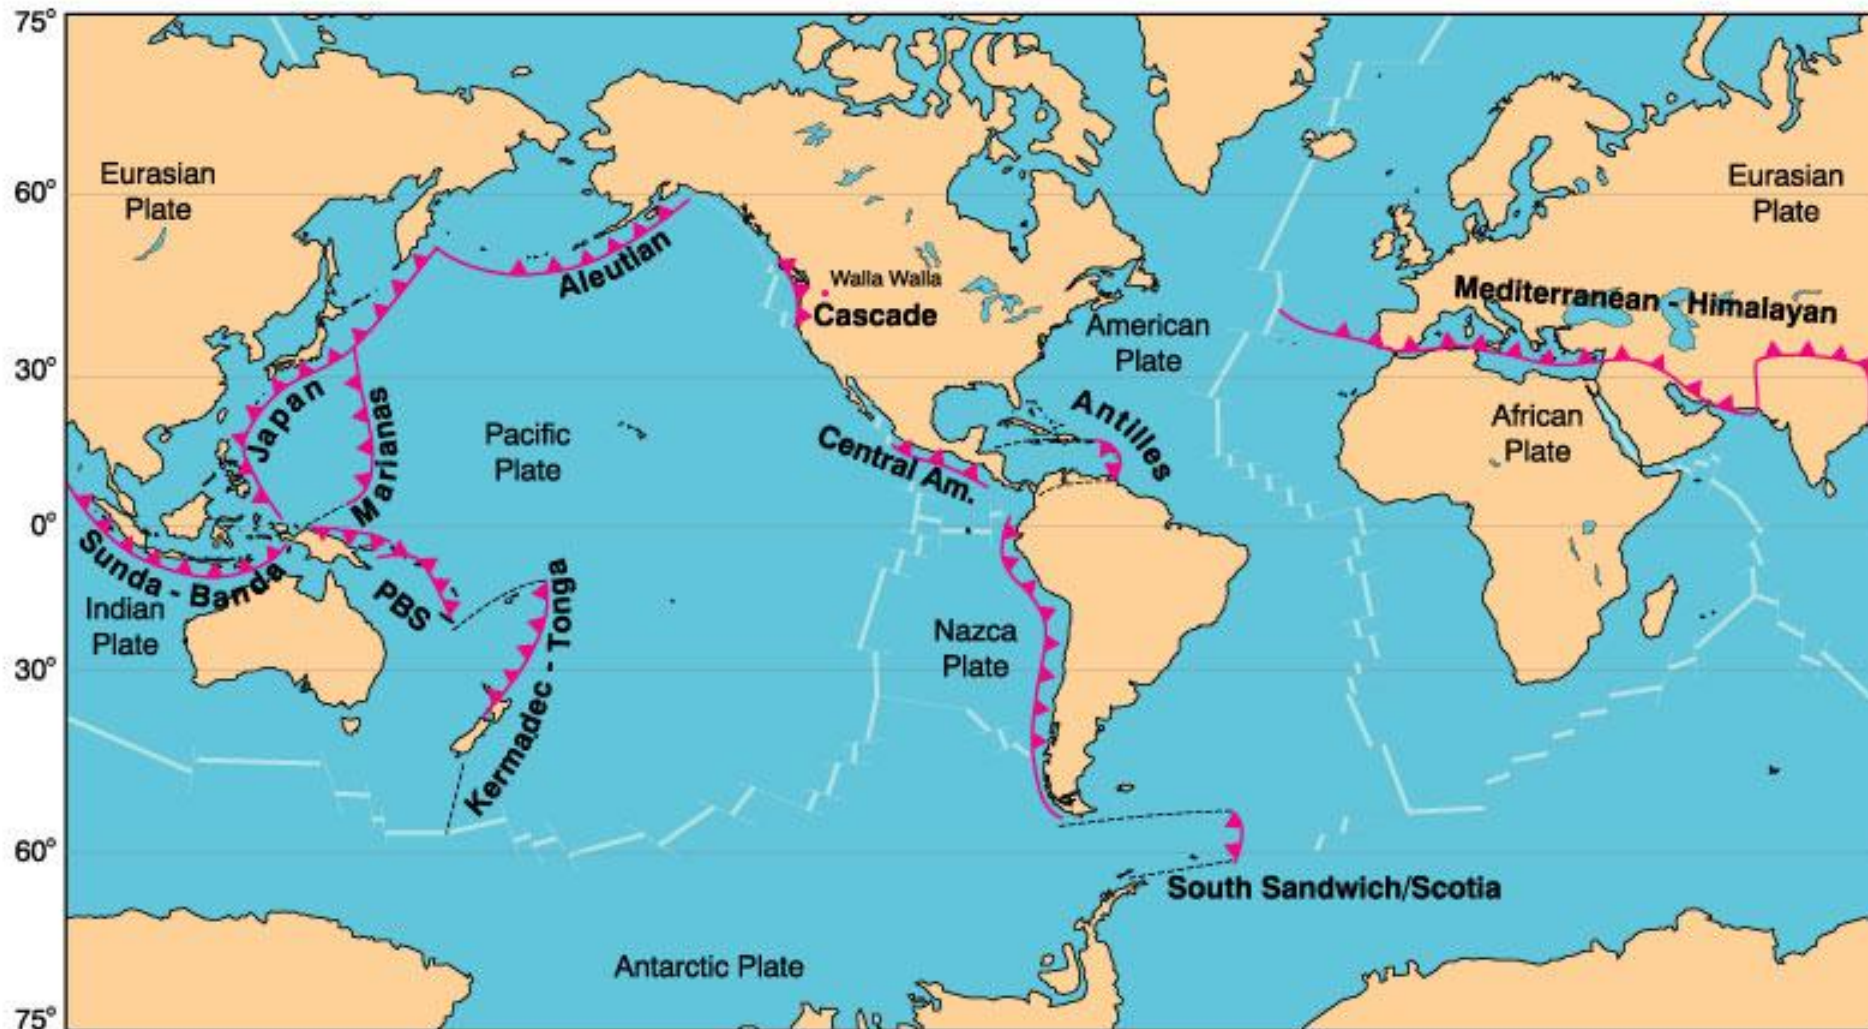 75°
60°
30°
0°
30°
60°
75°
Eurasian
Plate
Aleutian
Walla Walla
Cascade
American
Plate
Eurasian
Plate
Mediterranean - Himalayan
Japan
Marianas
Pacific
Plate
Central Am.
Antilles
African
Plate
Sunda - Banda
Indian
Plate
PBS
Kermadec - Tonga
Nazca
Plate
South Sandwich/Scotia
Antarctic Plate